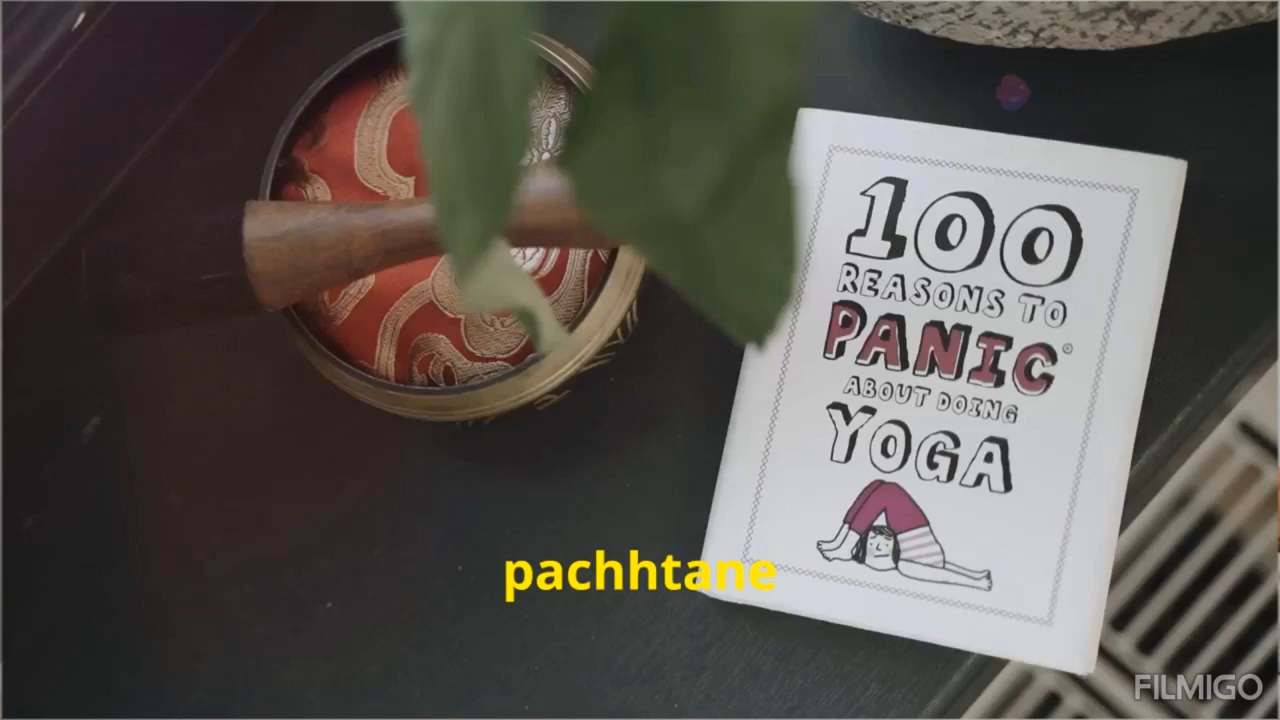 100
REASONS TO
PANIC®
ABOUT DOING
YOGA
pachhtane
FILMIGO